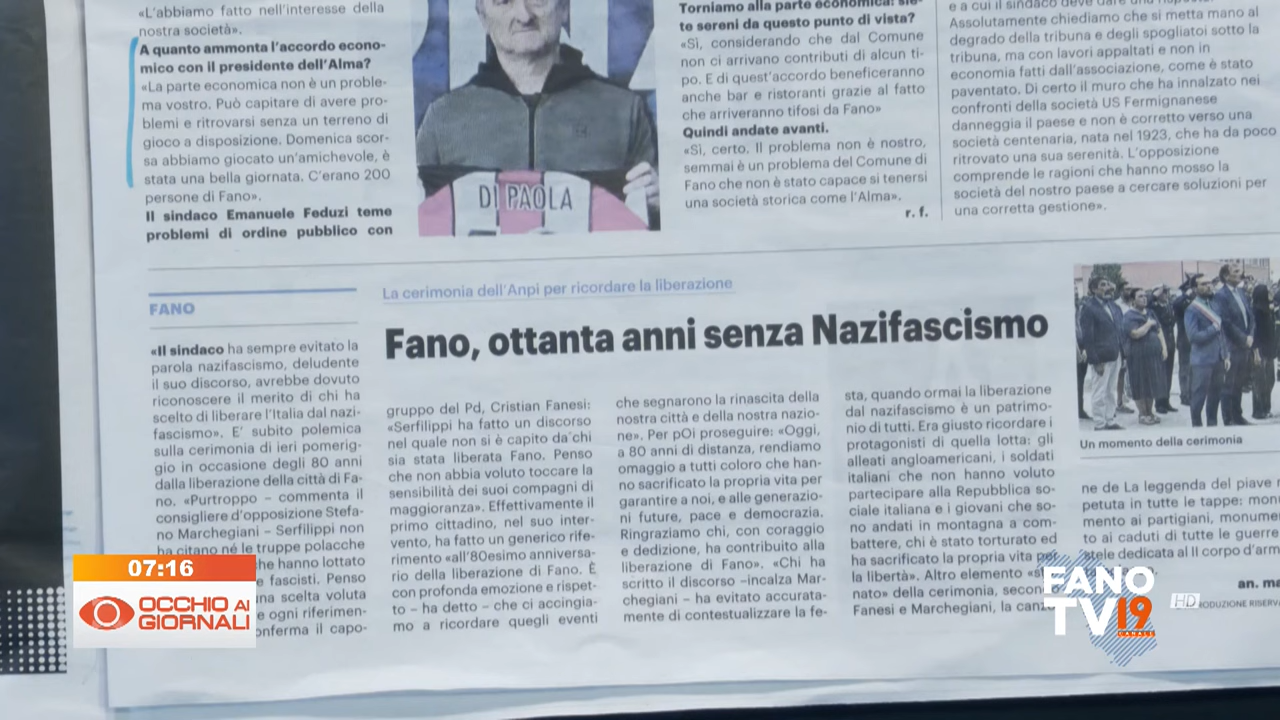 «L'abbiamo fatto nell'interesse della
nostra società».
A quanto ammonta l'accordo econo-
mico con il presidente dell'Alma?
«La parte economica non è un proble-
ma vostro. Può capitare di avere pro-
blemi e ritrovarsi senza un terreno di
gioco a disposizione. Domenica scor-
sa abbiamo giocato un'amichevole, è
stata una bella giornata. C'erano 200
persone di Fano».
Il sindaco Emanuele Feduzi teme
problemi di ordine pubblico con
DI PAOLA
Torniamo alla parte economica: sie-
te sereni da questo punto di vista?
«Sì, considerando che dal Comune
non ci arrivano contributi di alcun ti-
po. E di quest'accordo beneficeranno
anche bar e ristoranti grazie al fatto
che arriveranno tifosi da Fano»
Quindi andate avanti.
«Sì, certo. Il problema non è nostro,
semmai è un problema del Comune di
Fano che non è stato capace si tenersi
una società storica come l'Alma».
r. f.
e a cui il sindaco deve dare una
Assolutamente chiediamo che si metta mano al
degrado della tribuna e degli spogliatoi sotto la
tribuna, ma con lavori appaltati e non in
economia fatti dall'associazione, come è stato
paventato. Di certo il muro che ha innalzato nei
confronti della società US Fermignanese
danneggia il paese e non è corretto verso una
società centenaria, nata nel 1923, che ha da poco
ritrovato una sua serenità. L'opposizione
comprende le ragioni che hanno mosso la
società del nostro paese a cercare soluzioni per
una corretta gestione».
FANO
La cerimonia dell'Anpi per ricordare la liberazione
Fano, ottanta anni senza Nazifascismo
«Il sindaco ha sempre evitato la
parola nazifascismo, deludente
il suo discorso, avrebbe dovuto
riconoscere il merito di chi ha
scelto di liberare l'Italia dal nazi-
fascismo». E' subito polemica
sulla cerimonia di ieri pomerig-
gio in occasione degli 80 anni
dalla liberazione della città di Fa-
no. «Purtroppo – commenta il
consigliere d'opposizione Stefa-
no Marchegiani – Serfilippi non
ha citano né le truppe polacche
he hanno lottato
e fascisti. Penso
na scelta voluta
e ogni riferimen-
onferma il capo-
gruppo del Pd, Cristian Fanesi:
«Serfilippi ha fatto un discorso
nel quale non si è capito da chi
sia stata liberata Fano. Penso
che non abbia voluto toccare la
sensibilità dei suoi compagni di
maggioranza». Effettivamente il
primo cittadino, nel suo inter-
vento, ha fatto un generico rife-
rimento «all'80esimo anniversa-
rio della liberazione di Fano. È
con profonda emozione e rispet-
to – ha detto – che ci accingia-
mo a ricordare quegli eventi
che segnarono la rinascita della
nostra città e della nostra nazio-
ne». Per pOi proseguire: «Oggi,
a 80 anni di distanza, rendiamo
omaggio a tutti coloro che han-
no sacrificato la propria vita per
garantire a noi, e alle generazio-
ni future, pace e democrazia.
Ringraziamo chi, con coraggio
e dedizione, ha contribuito alla
liberazione di Fano». «Chi ha
scritto il discorso –incalza Mar-
chegiani – ha evitato accurata-
mente di contestualizzare la fe-
sta, quando ormai la liberazione
dal nazifascismo è un patrimo-
nio di tutti. Era giusto ricordare i
protagonisti di quella lotta: gli
alleati angloamericani, i soldati
italiani che non hanno voluto
partecipare alla Repubblica so-
ciale italiana e i giovani che so-
no andati in montagna a com-
battere, chi è stato torturato ed
ha sacrificato la propria vita per
la libertà». Altro elemento
nato» della cerimonia, secon
Fanesi e Marchegiani, la canz
Un momento della cerimonia
ne de La leggenda del piave
petuta in tutte le tappe: mon
mento ai partigiani, monume
to ai caduti di tutte le guerre
stele dedicata al II corpo d'arm
an. ma
RODUZIONE RISERV
07:16
OCCHIO AI
GIORNALI
FANO
TV19
CANALE
HD